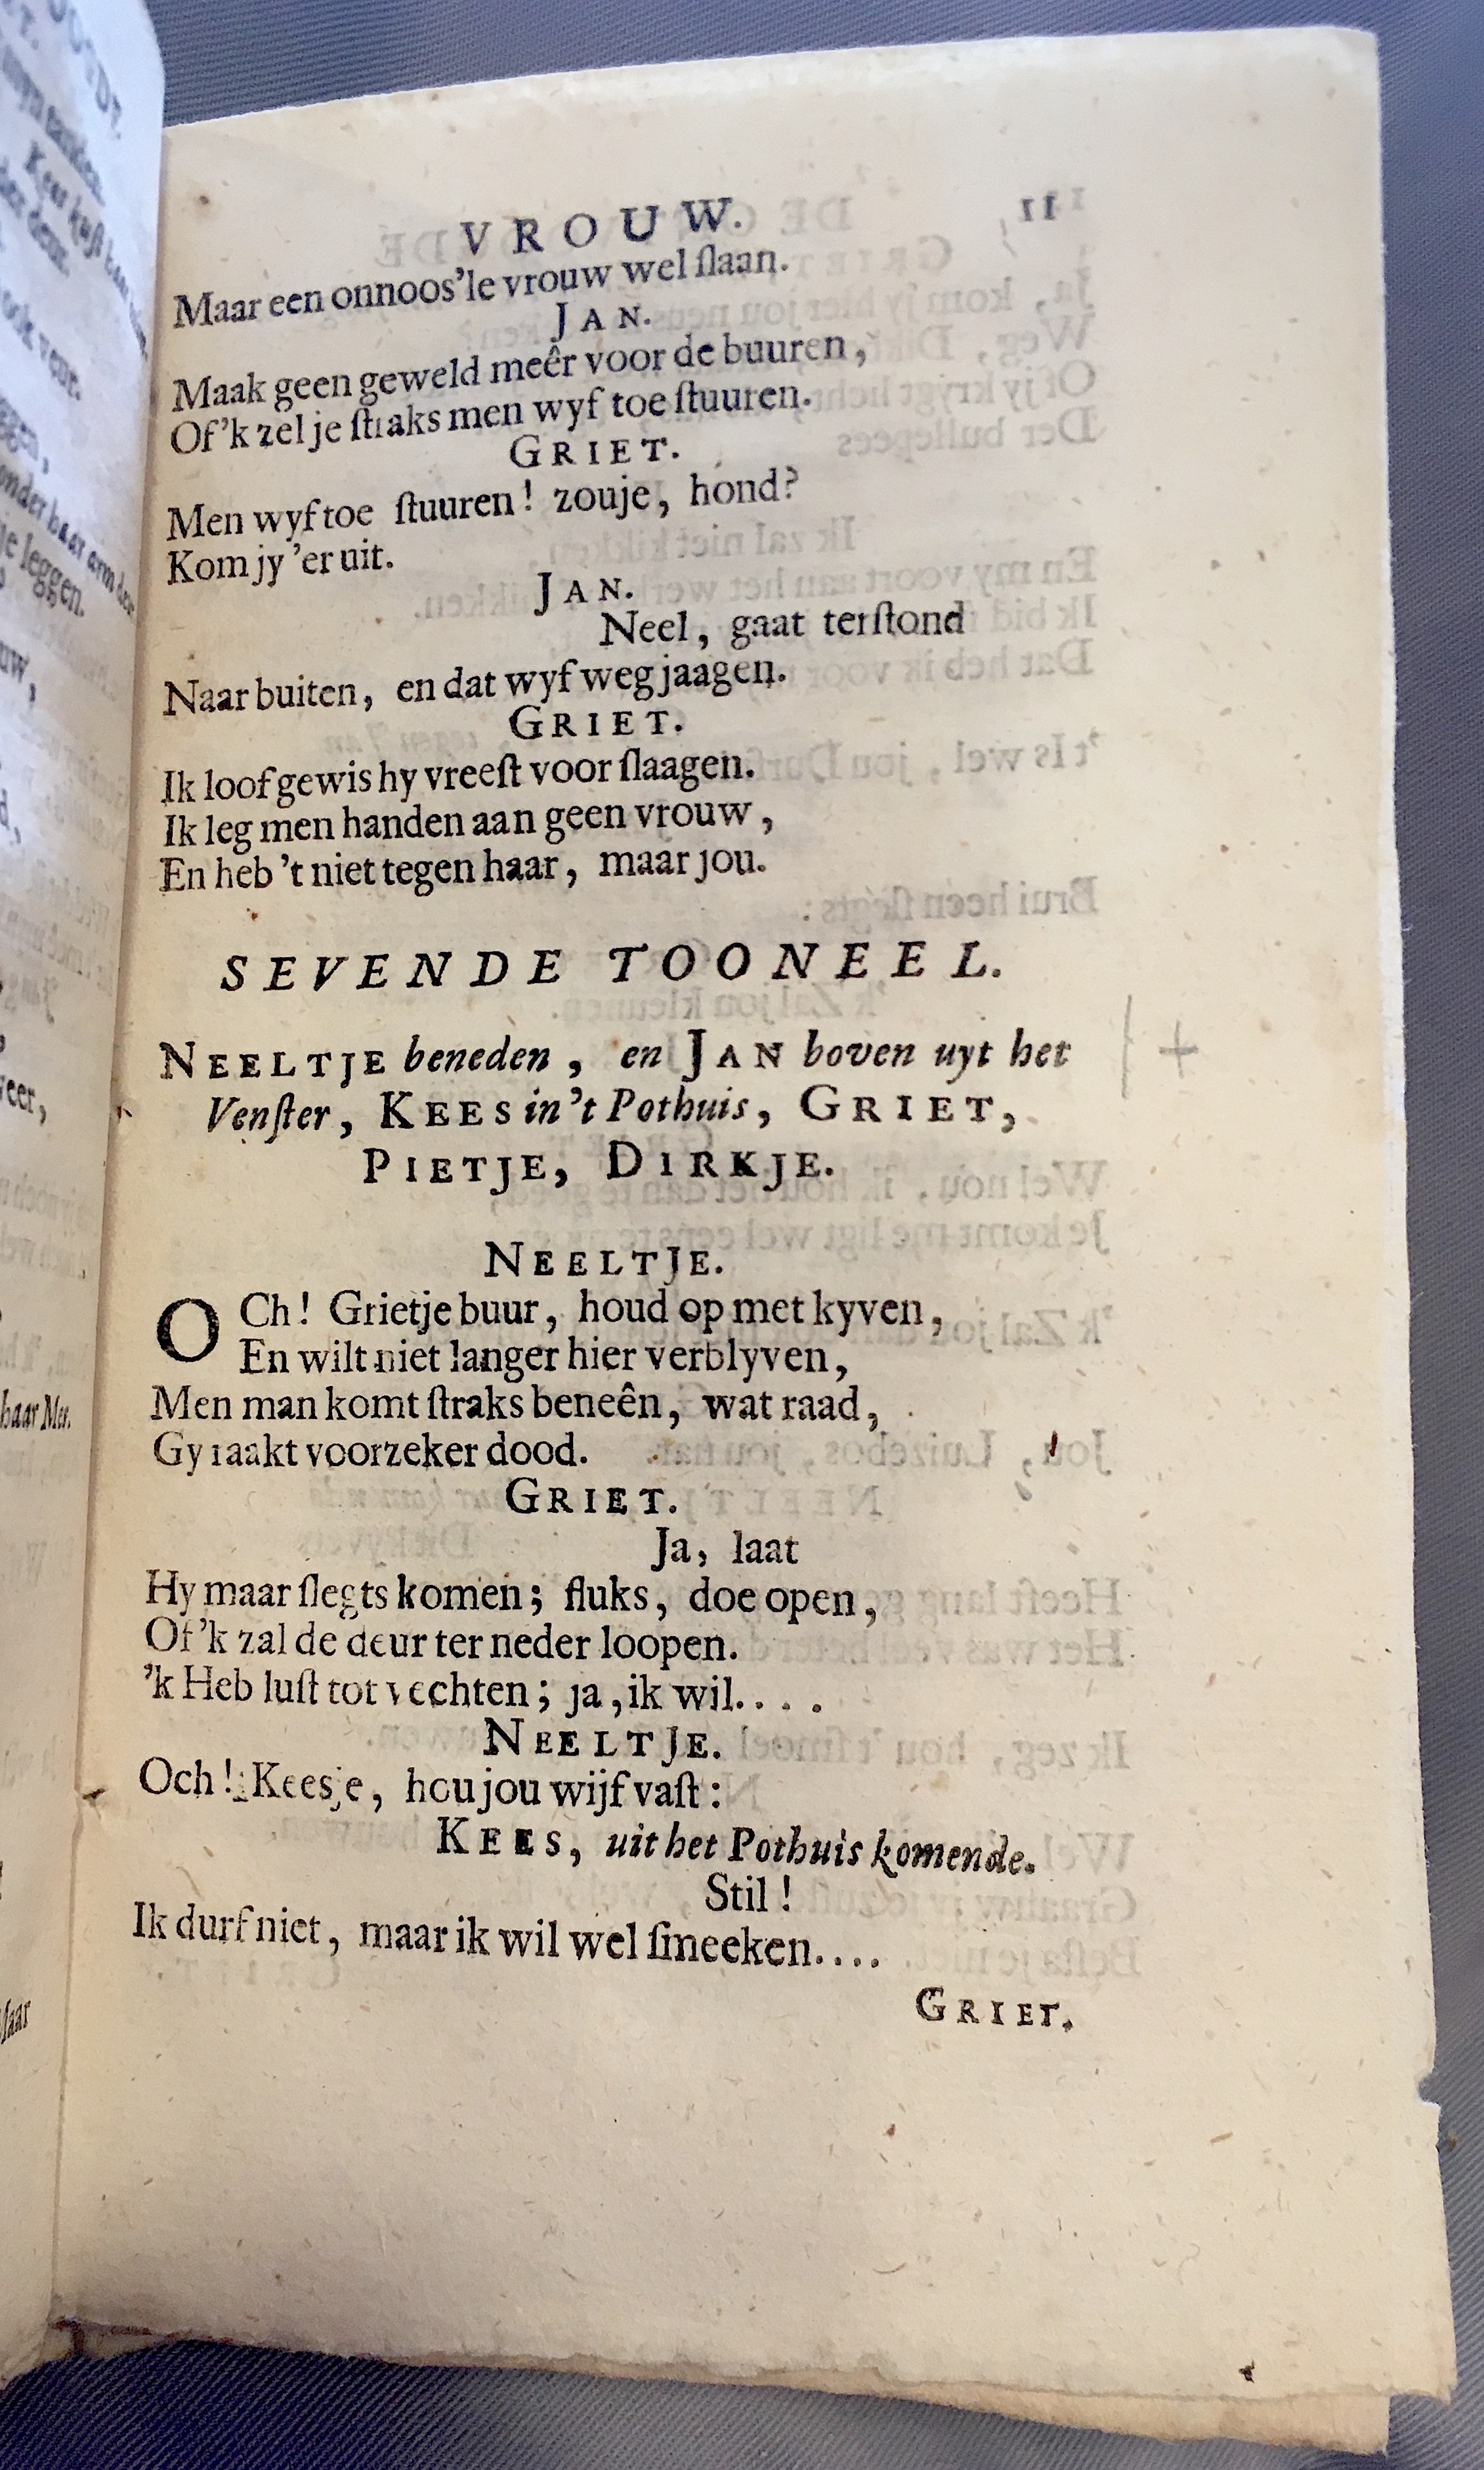 VROUW. 11
Maar een onnoos'le vrouw wel ſlaan.
JAN.
Maak geen geweld meêr voor de buuren,
Of 'k zel je ſtraks men wyf toe ſtuuren.
GRIET.
Men wyf toe ſtuuren! zouje, hond?
Kom jy 'er uit.
JAN.
Neel, gaat terſtond
Naar buiten, en dat wyf weg jaagen.
GRIET.
Ik loof gewis hy vreeſt voor ſlaagen.
Ik leg men handen aan geen vrouw,
En heb 't niet tegen haar, maar jou.
SEVENDE TOONEEL.
NEELTJE beneden, en JAN boven uyt het
Venſter, KEES in 't Pothuis, GRIET,
PIETJE, DIRKJE.
NEELTJE.
OCh! Grietje buur, houd op met kyven,
En wilt niet langer hier verblyven,
Men man komt ſtraks beneên, wat raad,
Gy raakt voorzeker dood.
GRIET.
Ja, laat
Hy maar ſlegts komen; fluks, doe open,
Of 'k zal de deur ter neder loopen.
'k Heb luſt tot vechten; ja, ik wil....
NEELTJE.
Och! Keesje, hou jou wijf vaſt:
KEES, uit het Pothuis komende.
Stil!
Ik durf niet, maar ik wil wel ſmeeken....
GRIET.